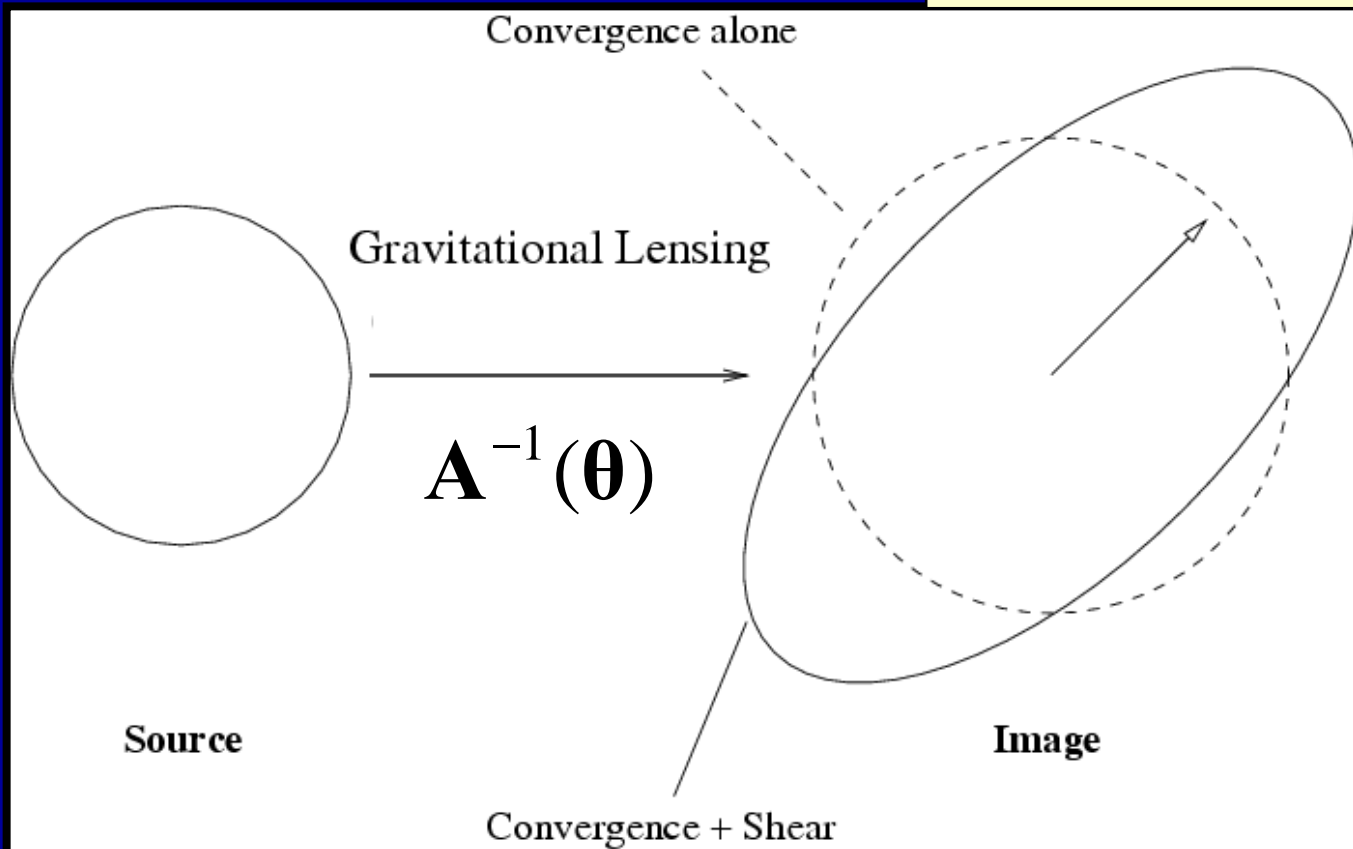 Convergence alone
Gravitational Lensing
A⁻¹(θ)
Source
Image
Convergence + Shear